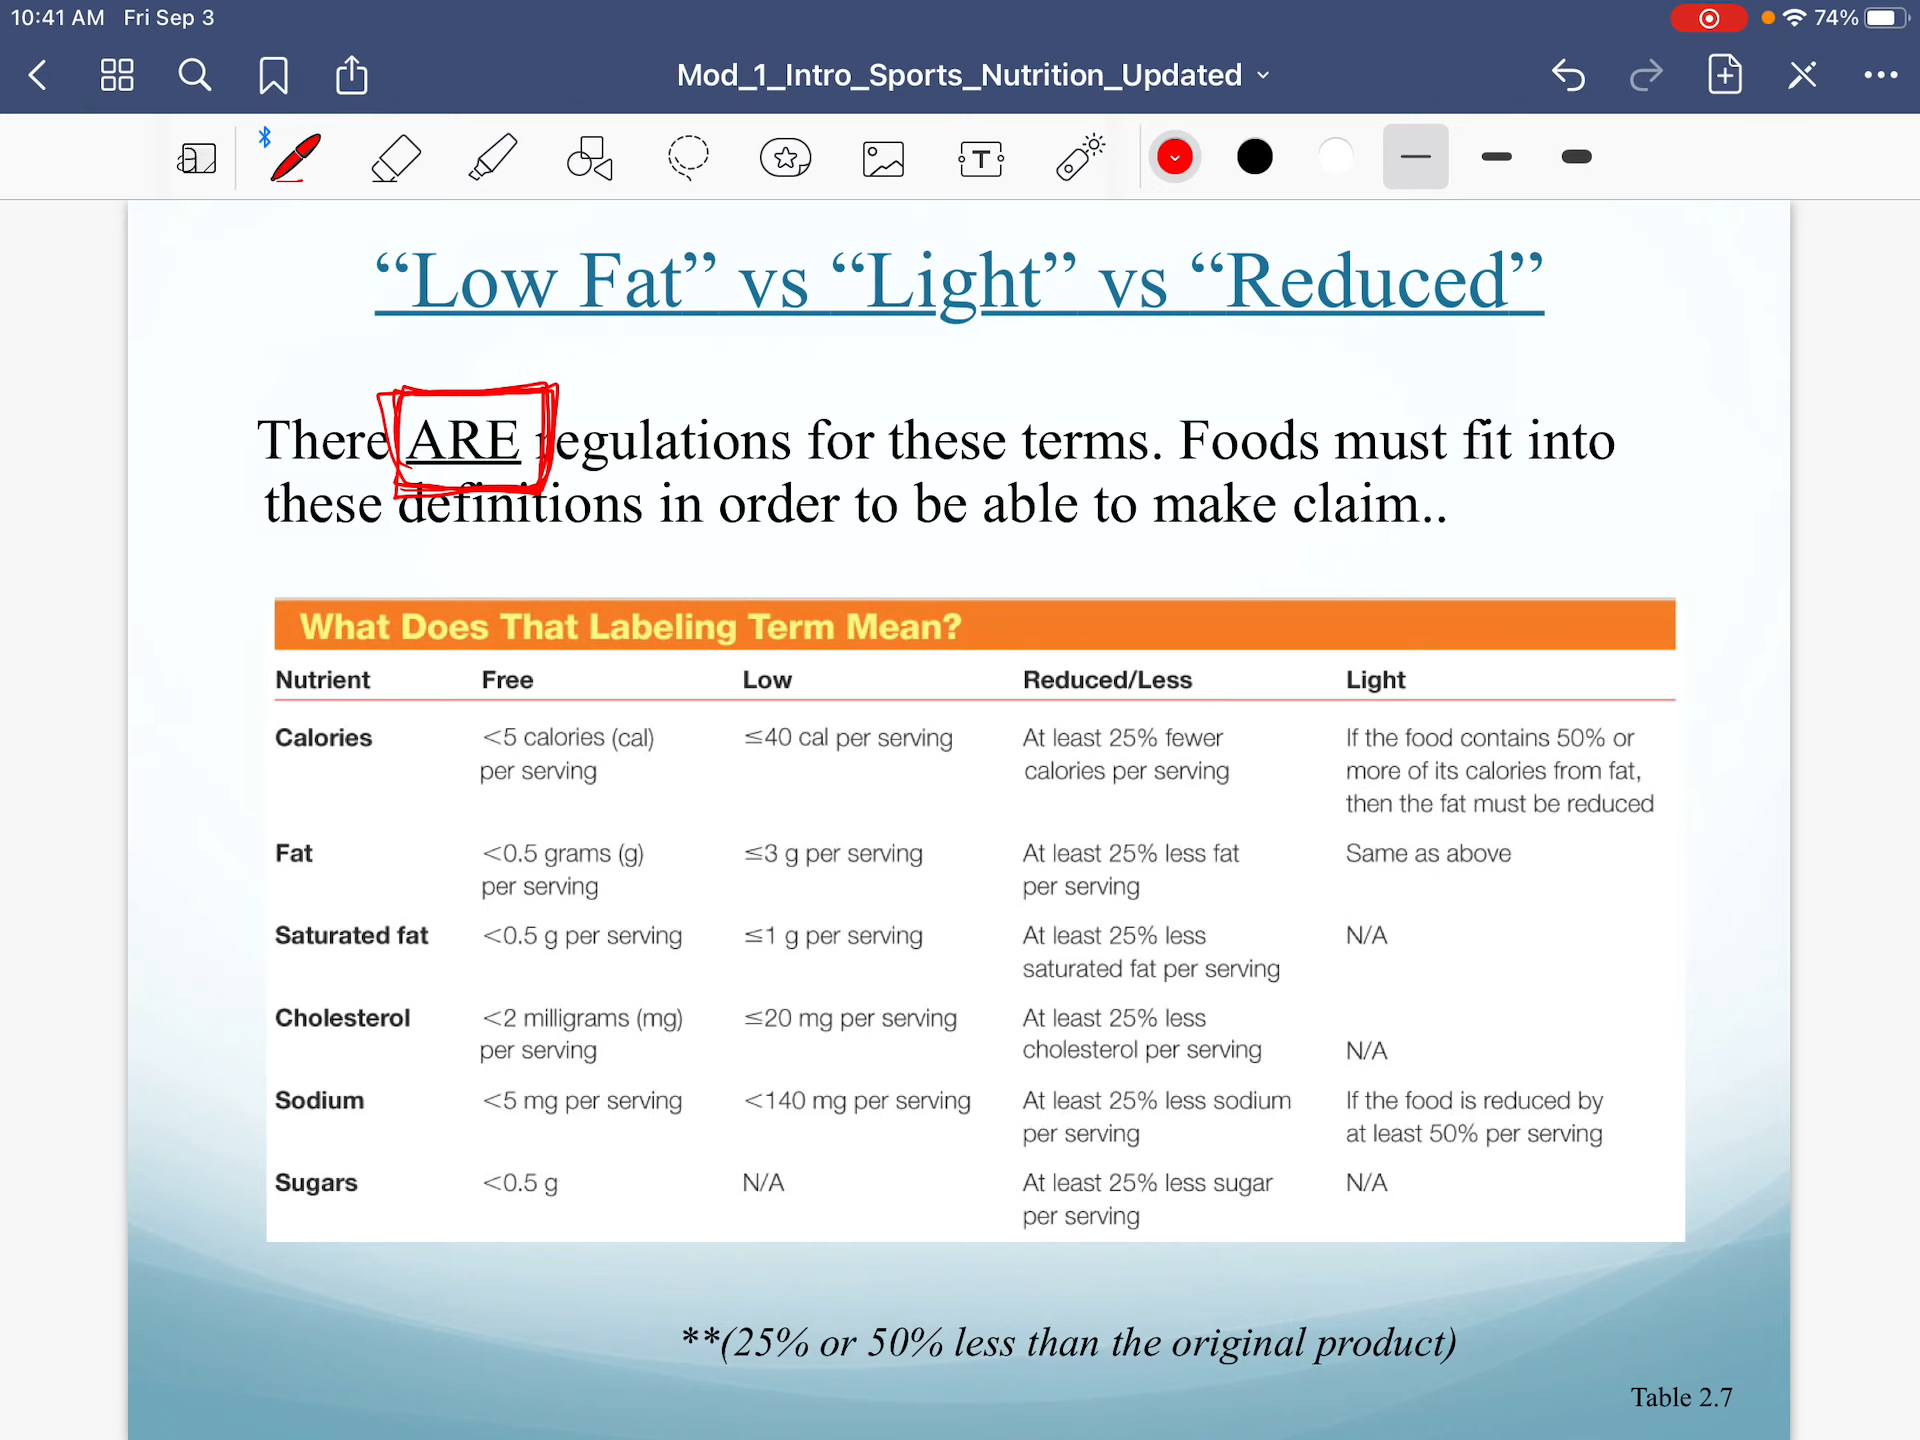 10:41 AM Fri Sep 3
74%
Mod_1_Intro_Sports_Nutrition_Updated
“Low Fat” vs “Light” vs “Reduced”
There ARE regulations for these terms. Foods must fit into
these definitions in order to be able to make claim..
What Does That Labeling Term Mean?
Nutrient Free Low Reduced/Less Light
Calories <5 calories (cal) ≤40 cal per serving At least 25% fewer If the food contains 50% or
per serving calories per serving more of its calories from fat,
then the fat must be reduced
Fat <0.5 grams (g) ≤3 g per serving At least 25% less fat Same as above
per serving per serving
Saturated fat <0.5 g per serving ≤1 g per serving At least 25% less N/A
saturated fat per serving
Cholesterol <2 milligrams (mg) ≤20 mg per serving At least 25% less
per serving cholesterol per serving N/A
Sodium <5 mg per serving <140 mg per serving At least 25% less sodium If the food is reduced by
per serving at least 50% per serving
Sugars <0.5 g N/A At least 25% less sugar N/A
per serving
**(25% or 50% less than the original product)
Table 2.7